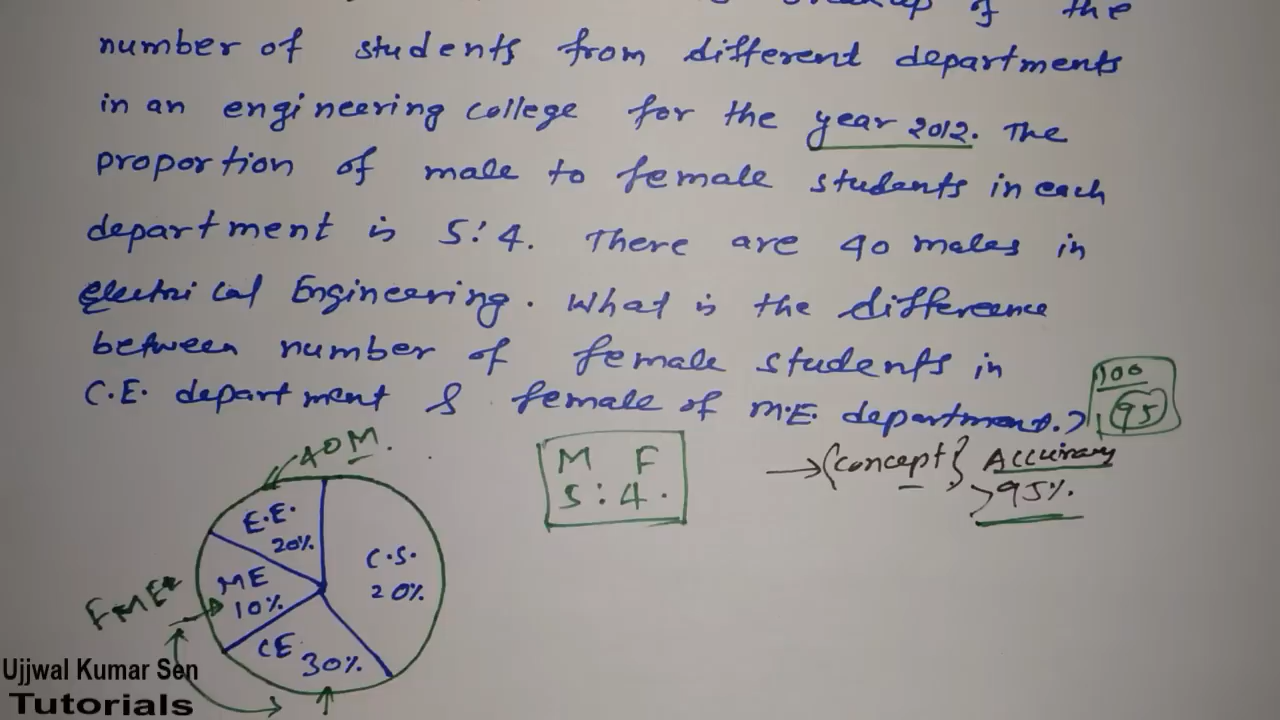 of the
number of students from different departments
in an engineering college for the year 2012. The
proportion of male to female students in each
department is 5:4. There are 40 males in
Electrical Engineering. What is the difference
between number of female students in
C.E. department & female of M.E. department.?
100
95
40M.
M F
5:4.
→(concept} Accuracy
>95%.
E.E.
20%
C.S.
20%
ME
10%
CE
30%
FME
Ujjwal Kumar Sen
Tutorials